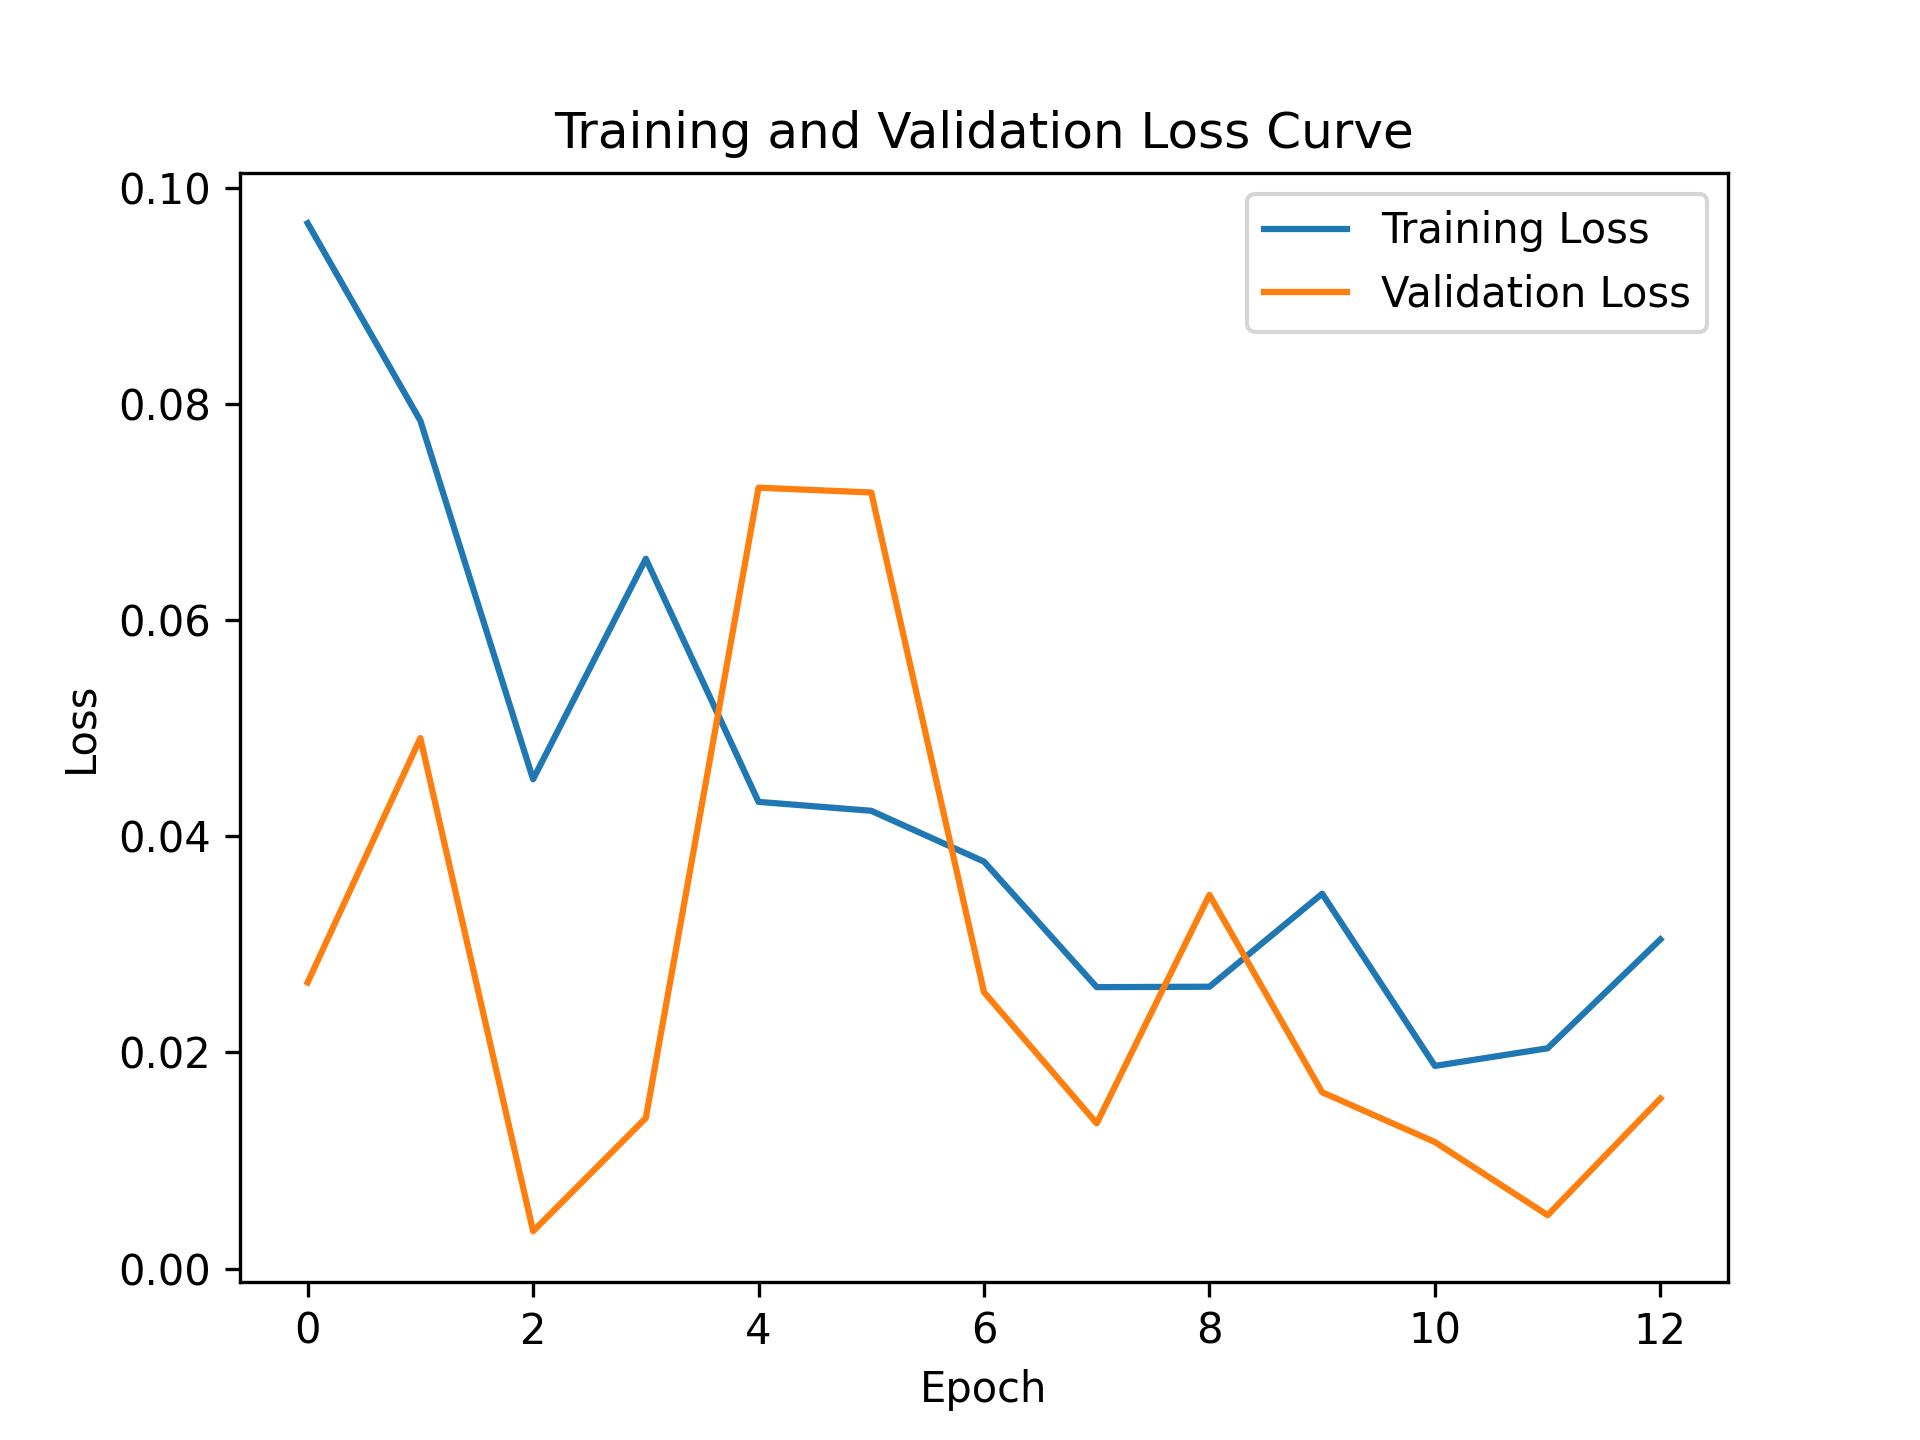 Training and Validation Loss Curve
0.10
0.08
0.06
0.04
0.02
0.00
Loss
Training Loss
Validation Loss
0 2 4 6 8 10 12
Epoch